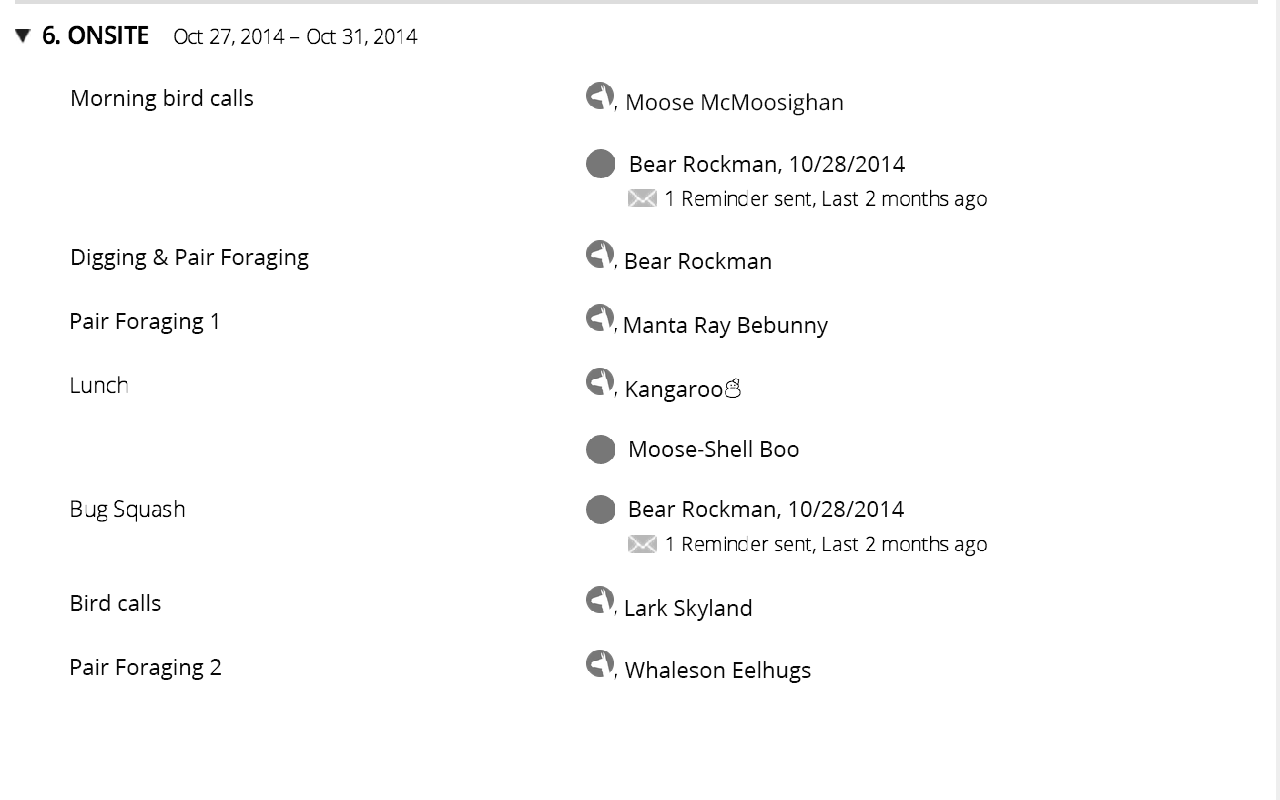 ▼ 6. ONSITE Oct 27, 2014 – Oct 31, 2014
Morning bird calls , Moose McMoosighan
Bear Rockman, 10/28/2014
1 Reminder sent, Last 2 months ago
Digging & Pair Foraging , Bear Rockman
Pair Foraging 1 , Manta Ray Bebunny
Lunch , Kangaroo☃
Moose-Shell Boo
Bug Squash Bear Rockman, 10/28/2014
1 Reminder sent, Last 2 months ago
Bird calls , Lark Skyland
Pair Foraging 2 , Whaleson Eelhugs